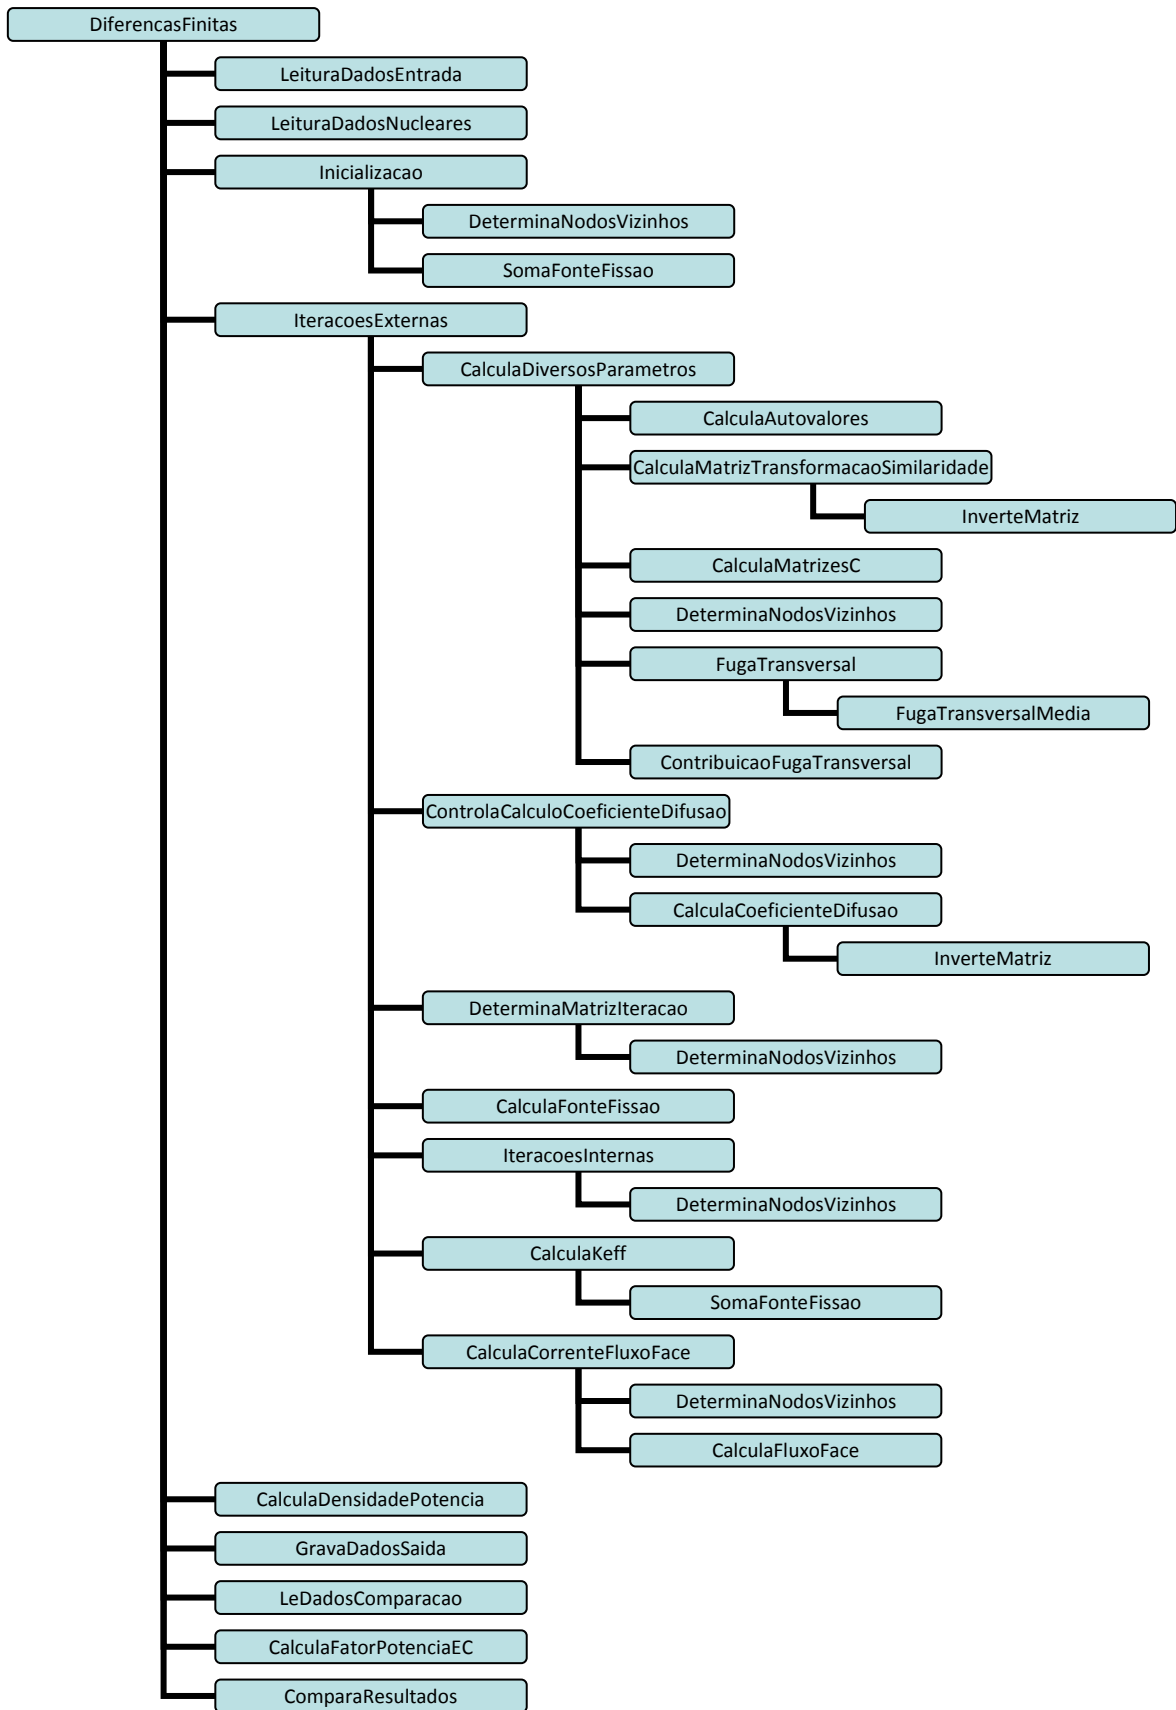 DiferencasFinitas
LeituraDadosEntrada
LeituraDadosNucleares
Inicializacao
DeterminaNodosVizinhos
SomaFonteFissao
IteracoesExternas
CalculaDiversosParametros
CalculaAutovalores
CalculaMatrizTransformacaoSimilaridade
InverteMatriz
CalculaMatrizesC
DeterminaNodosVizinhos
FugaTransversal
FugaTransversalMedia
ContribuicaoFugaTransversal
ControlaCalculoCoeficienteDifusao
DeterminaNodosVizinhos
CalculaCoeficienteDifusao
InverteMatriz
DeterminaMatrizIteracao
DeterminaNodosVizinhos
CalculaFonteFissao
IteracoesInternas
DeterminaNodosVizinhos
CalculaKeff
SomaFonteFissao
CalculaCorrenteFluxoFace
DeterminaNodosVizinhos
CalculaFluxoFace
CalculaDensidadePotencia
GravaDadosSaida
LeDadosComparacao
CalculaFatorPotenciaEC
ComparaResultados